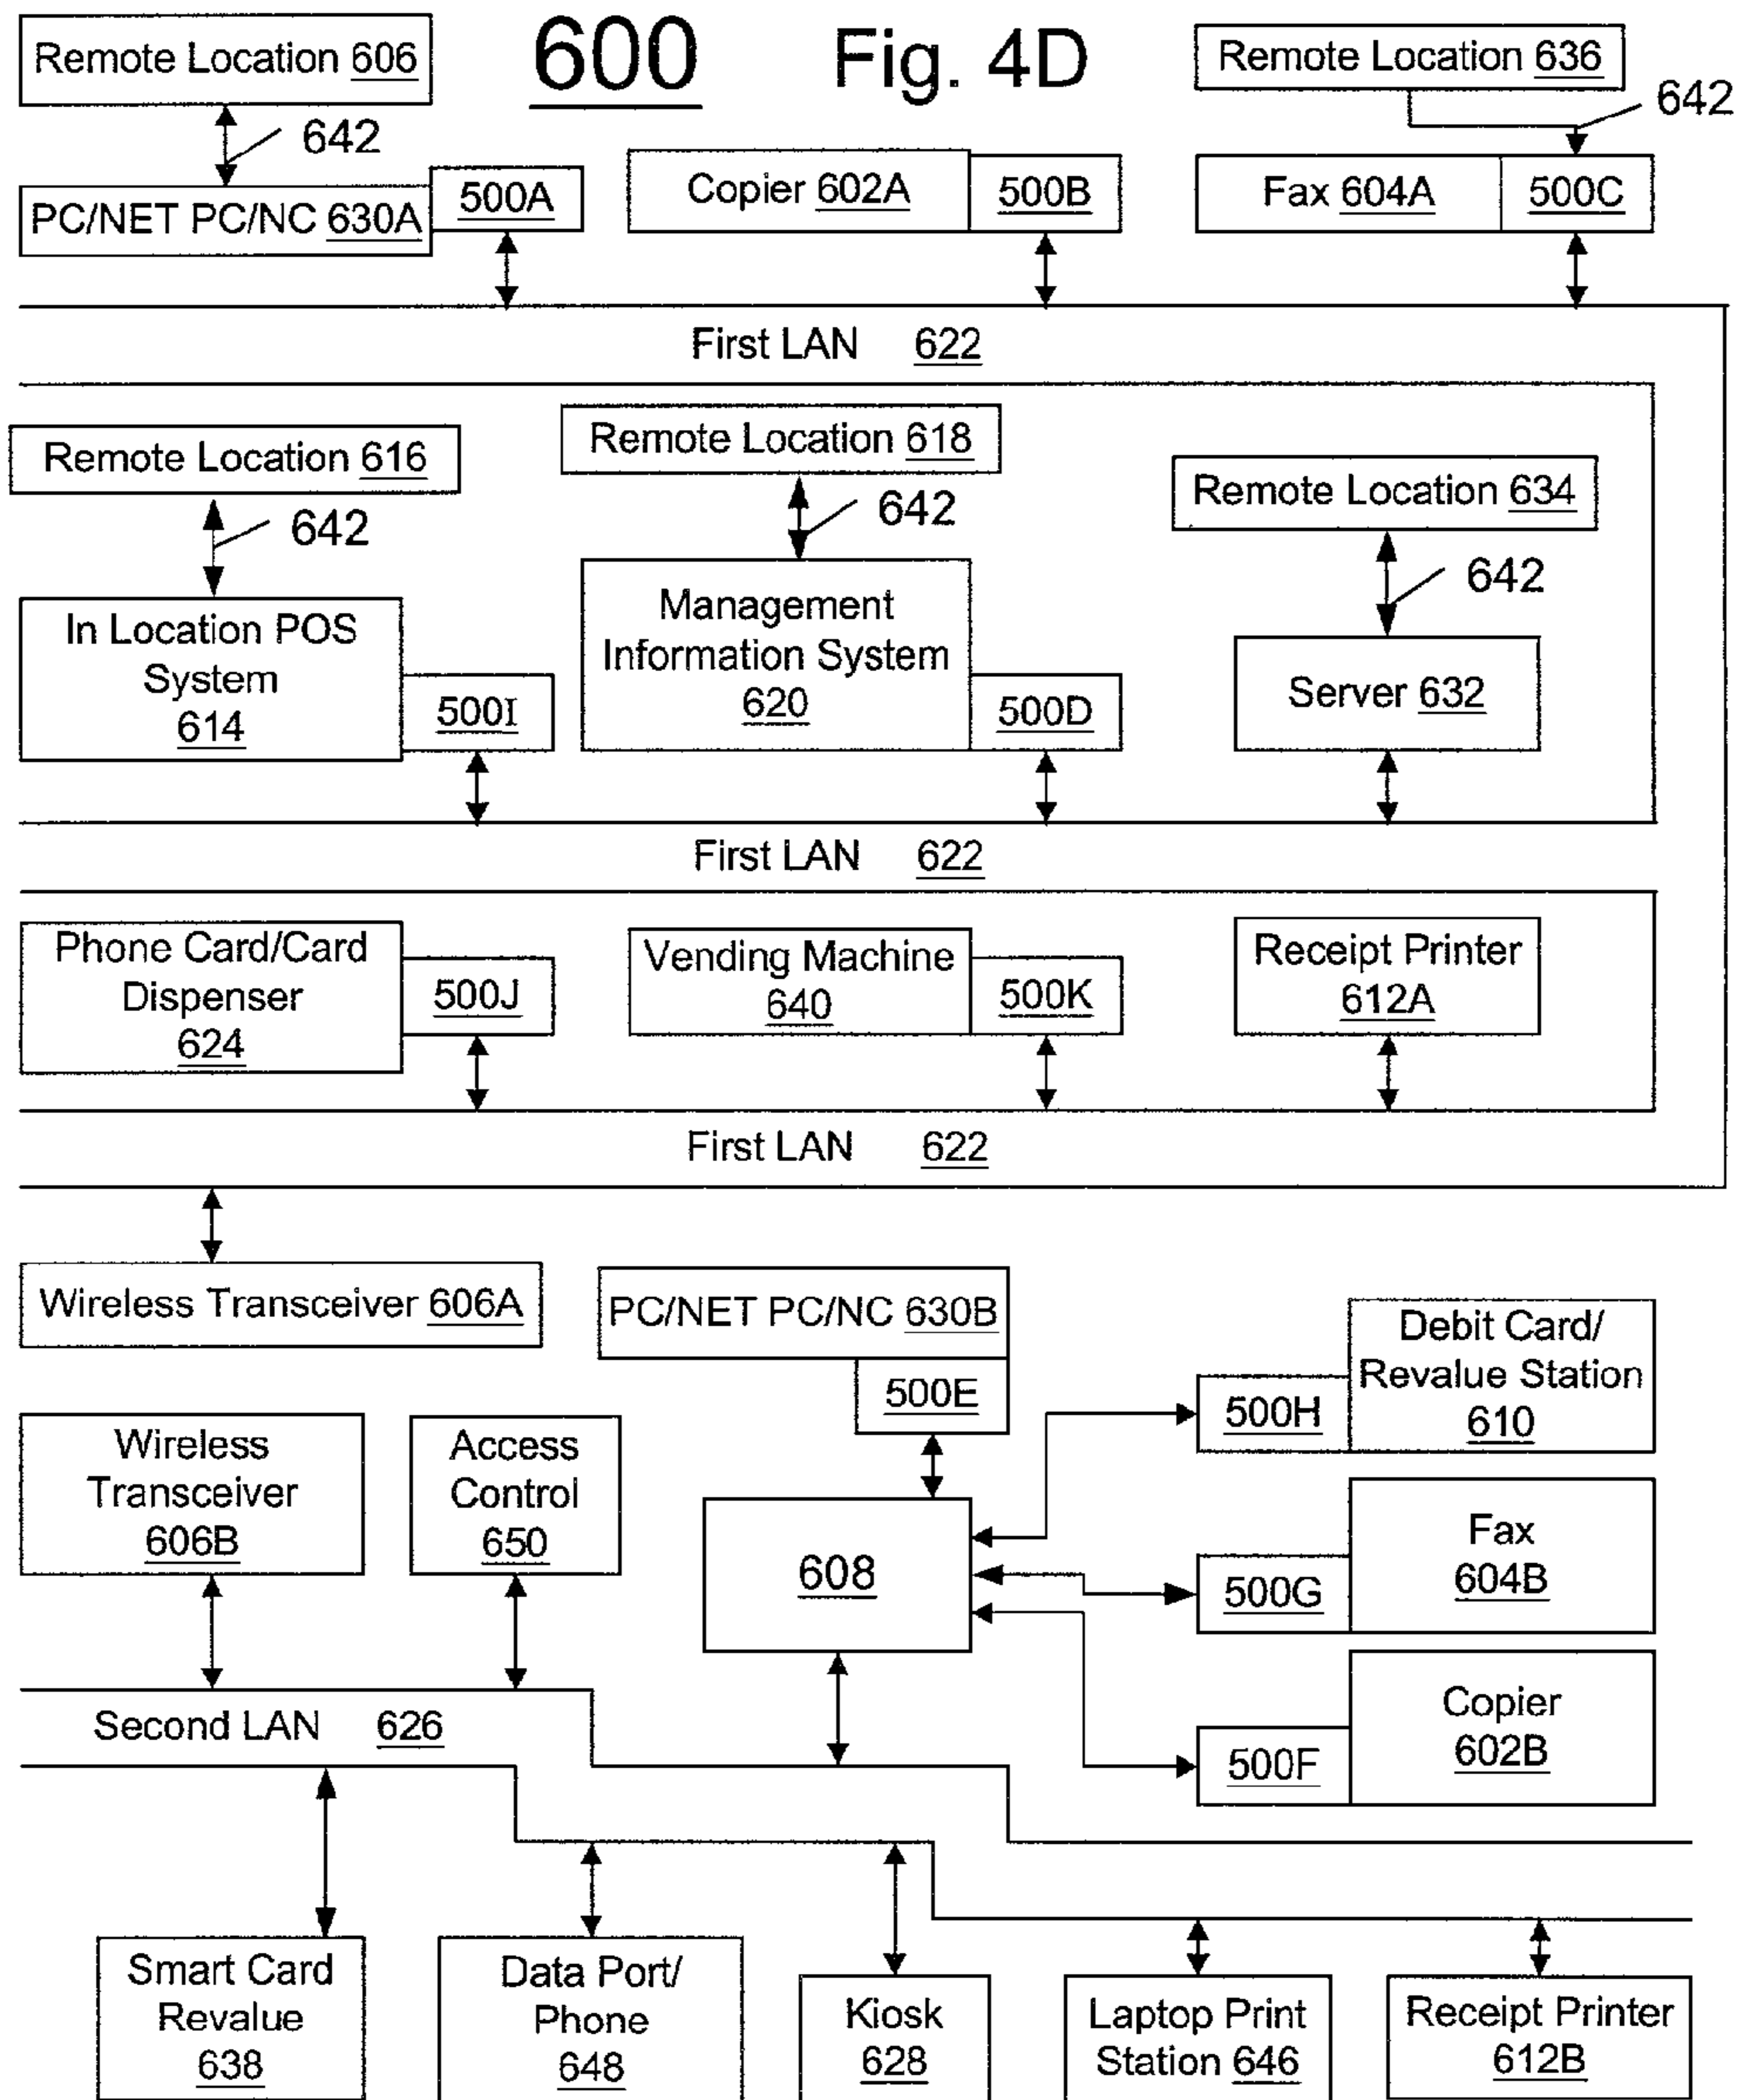 Remote Location 606
600
Fig. 4D
Remote Location 636
642
642
PC/NET PC/NC 630A
500A
Copier 602A
500B
Fax 604A
500C
First LAN 622
Remote Location 616
Remote Location 618
Remote Location 634
642
642
642
In Location POS
System
614
500I
Management
Information System
620
500D
Server 632
First LAN 622
Phone Card/Card
Dispenser
624
500J
Vending Machine
640
500K
Receipt Printer
612A
First LAN 622
Wireless Transceiver 606A
PC/NET PC/NC 630B
500E
Debit Card/
Revalue Station
610
500H
Wireless
Transceiver
606B
Access
Control
650
608
Fax
604B
500G
Copier
602B
500F
Second LAN 626
Smart Card
Revalue
638
Data Port/
Phone
648
Kiosk
628
Laptop Print
Station 646
Receipt Printer
612B